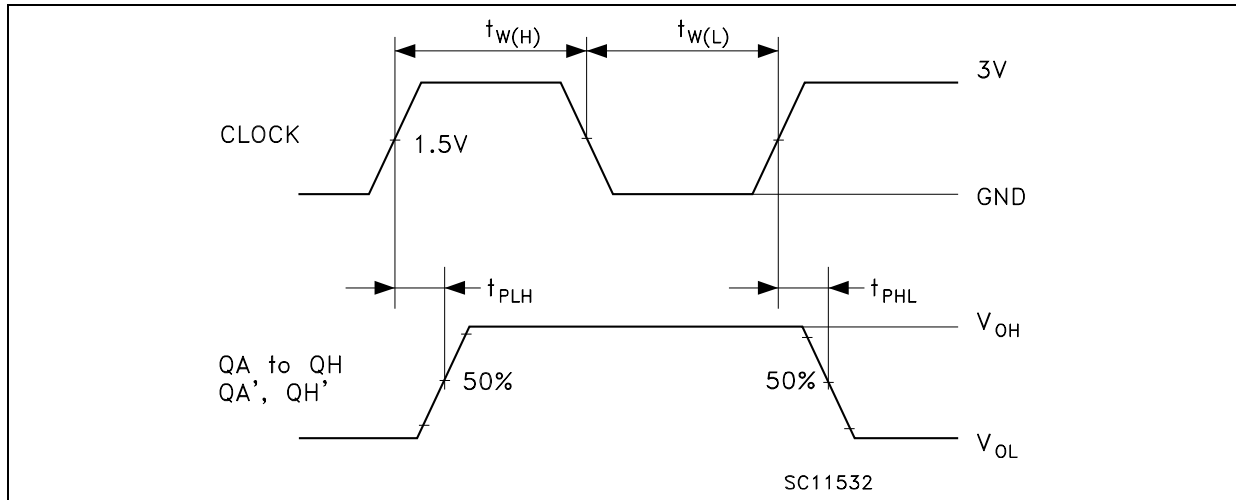 tW(H) tW(L)
3V
CLOCK 1.5V
GND
tPLH tPHL
VOH
QA to QH
QA', QH'
50% 50%
VOL
SC11532